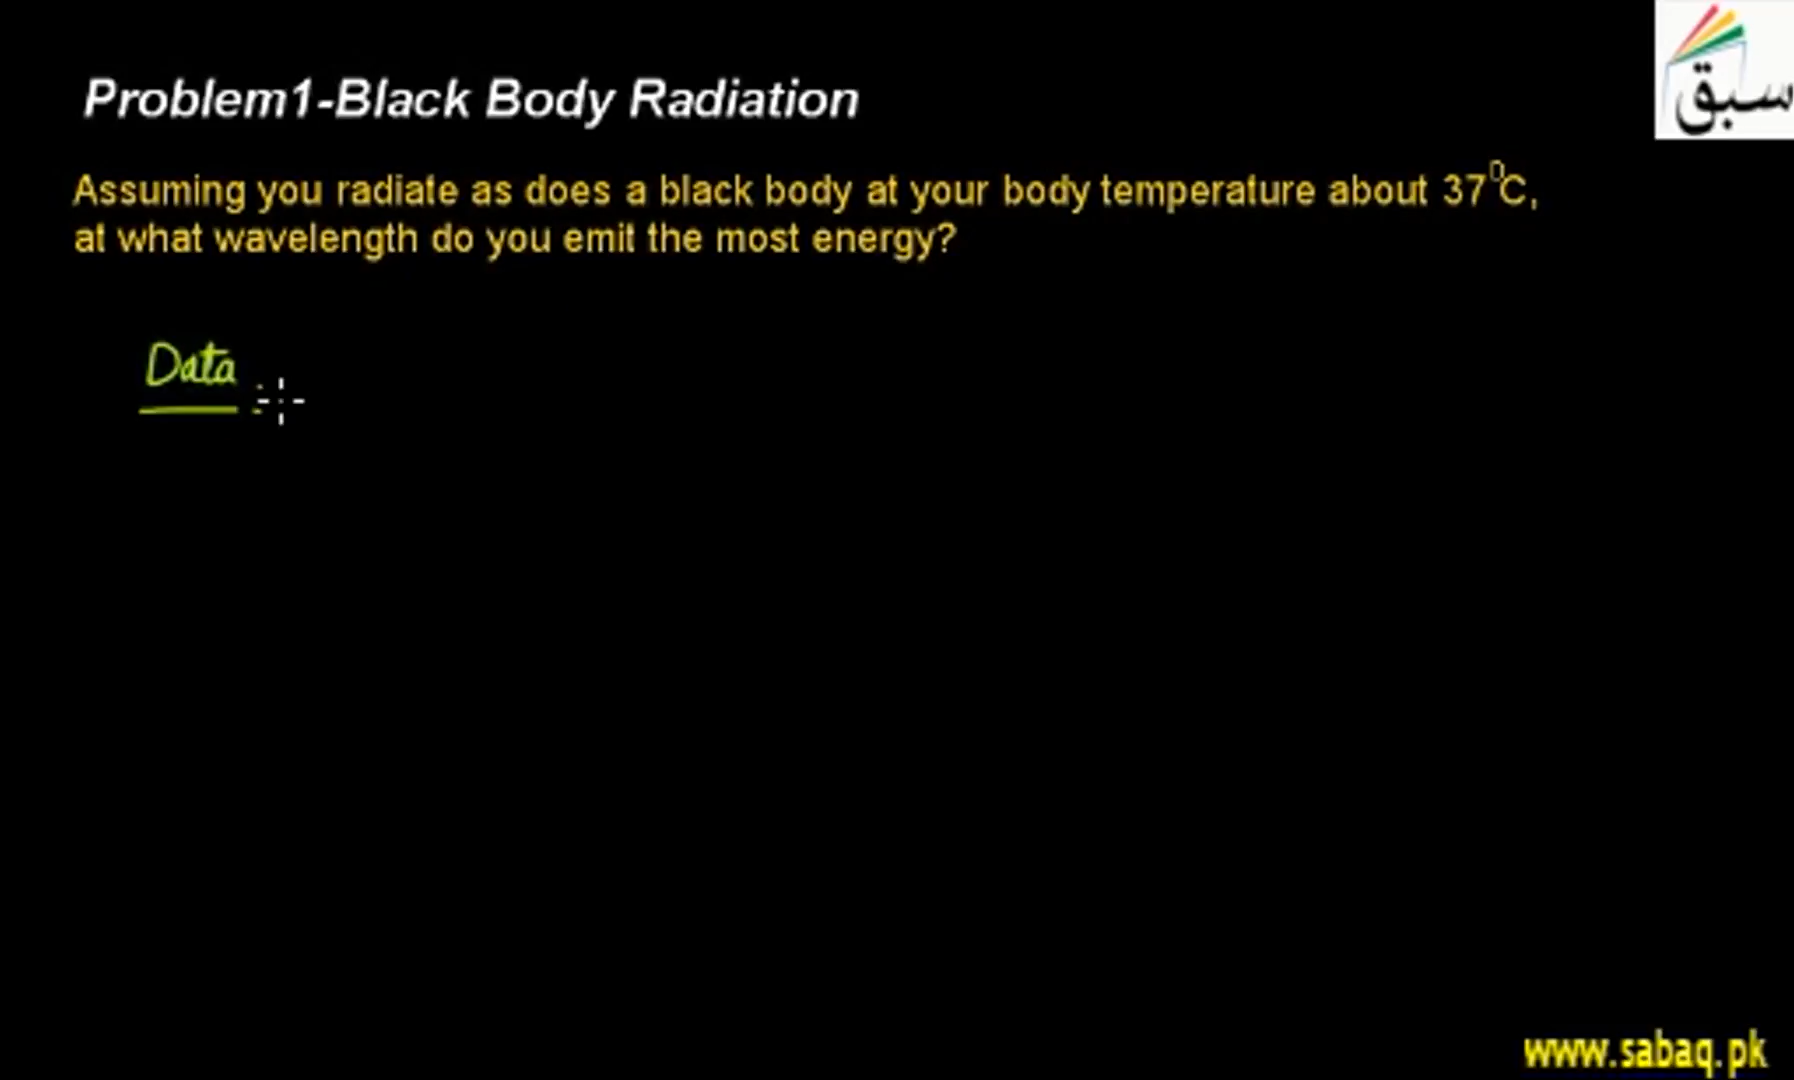 سبق
Problem1-Black Body Radiation
Assuming you radiate as does a black body at your body temperature about 37⁰C,
at what wavelength do you emit the most energy?
Data
www.sabaq.pk